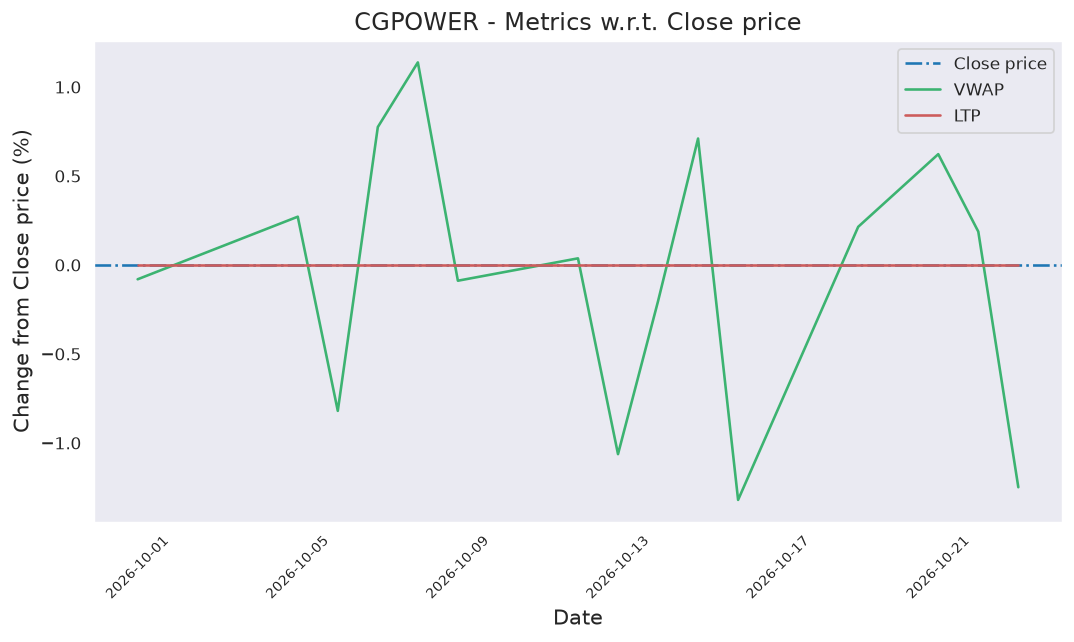 CGPOWER - Metrics w.r.t. Close price
Close price
VWAP
LTP
Change from Close price (%)
1.0
0.5
0.0
−0.5
−1.0
2026-10-01
2026-10-05
2026-10-09
2026-10-13
2026-10-17
2026-10-21
Date